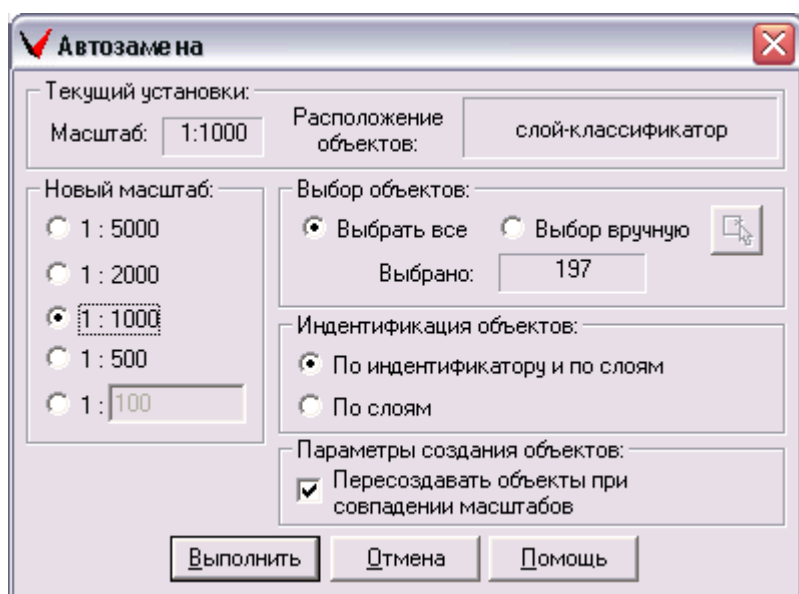 Автозамена
Текущий установки:
Масштаб: 1:1000 Расположение объектов: слой-классификатор
Новый масштаб:
1 : 5000
1 : 2000
1 : 1000
1 : 500
1 : 100
Выбор объектов:
Выбрать все Выбор вручную
Выбрано: 197
Индентификация объектов:
По индентификатору и по слоям
По слоям
Параметры создания объектов:
Пересоздавать объекты при
совпадении масштабов
Выполнить Отмена Помощь